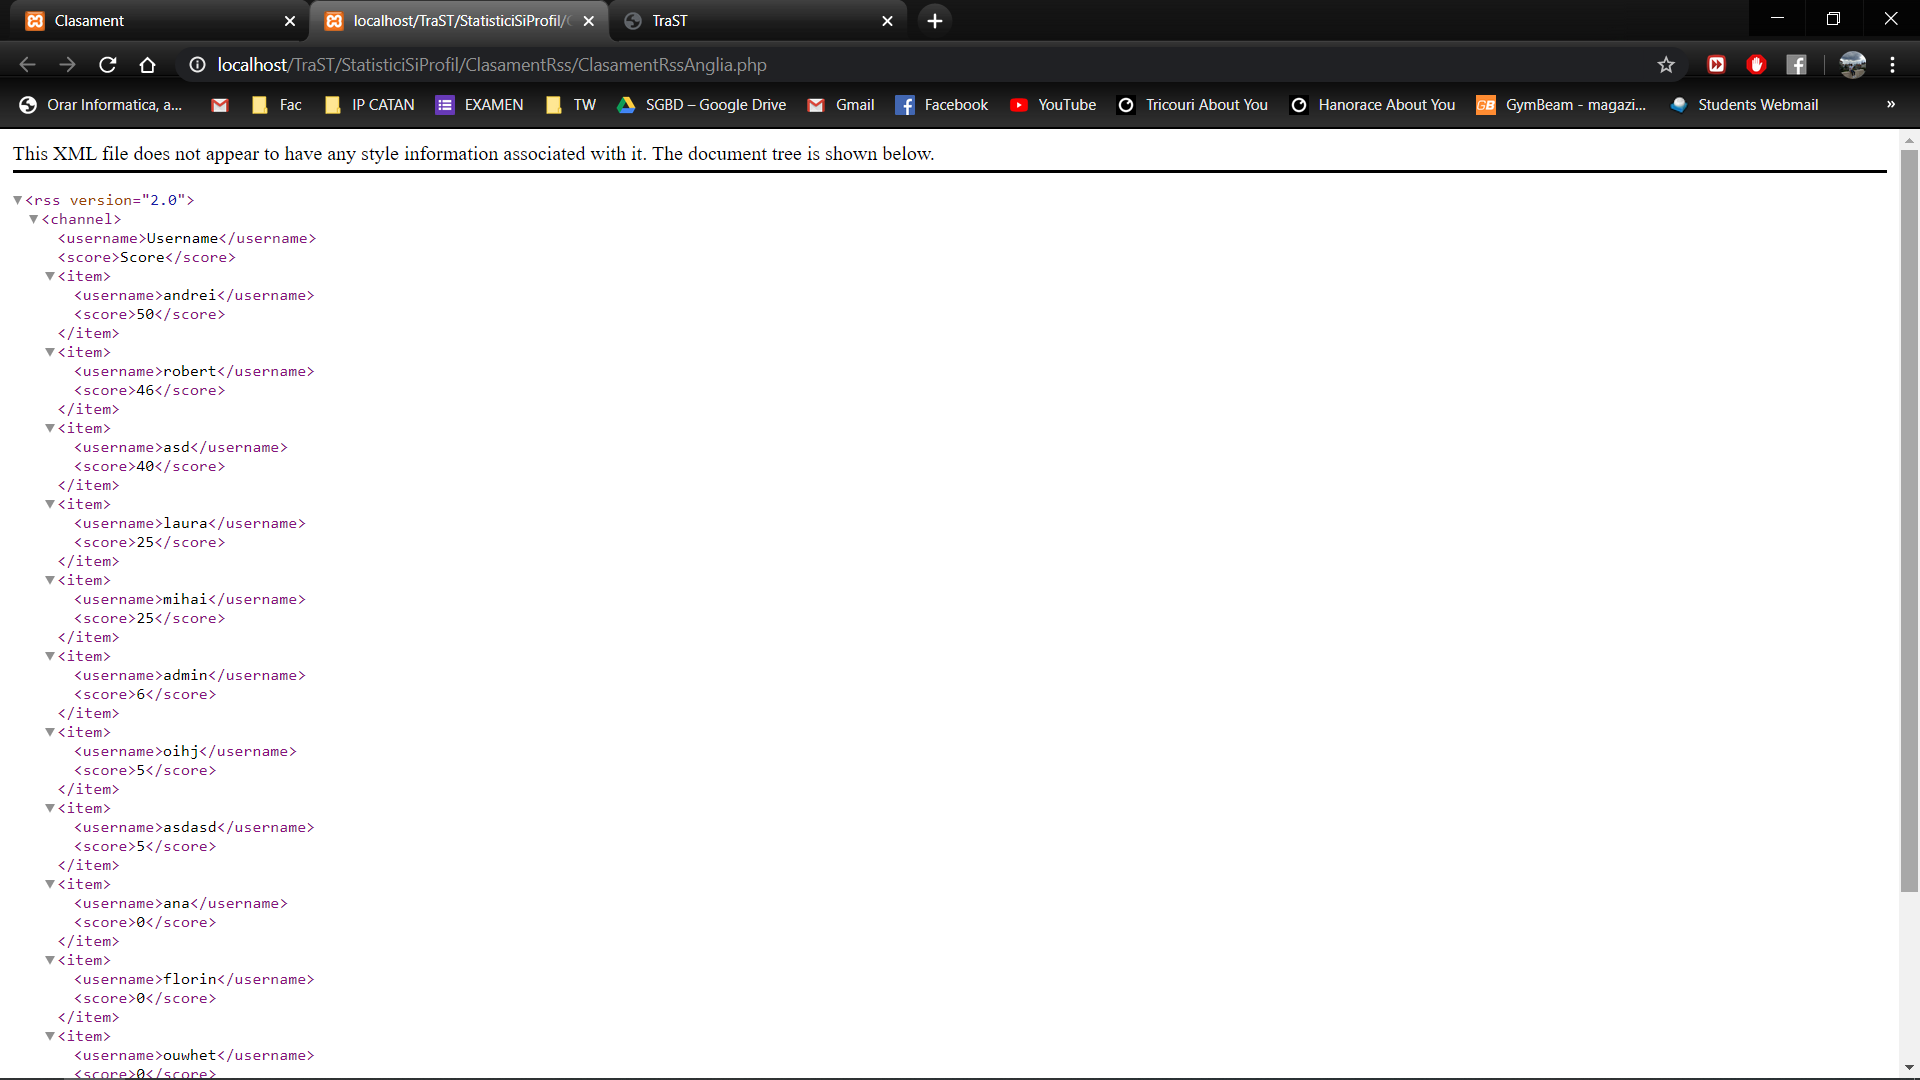 Clasament
localhost/TraST/StatisticiSiProfil/C
TraST
localhost/TraST/StatisticiSiProfil/ClasamentRss/ClasamentRssAnglia.php
Orar Informatica, a... Fac IP CATAN EXAMEN TW SGBD – Google Drive Gmail Facebook YouTube Tricouri About You Hanorace About You GB GymBeam - magazi... Students Webmail »
This XML file does not appear to have any style information associated with it. The document tree is shown below.
<rss version="2.0">
<channel>
<username>Username</username>
<score>Score</score>
<item>
<username>andrei</username>
<score>50</score>
</item>
<item>
<username>robert</username>
<score>46</score>
</item>
<item>
<username>asd</username>
<score>40</score>
</item>
<item>
<username>laura</username>
<score>25</score>
</item>
<item>
<username>mihai</username>
<score>25</score>
</item>
<item>
<username>admin</username>
<score>6</score>
</item>
<item>
<username>oihj</username>
<score>5</score>
</item>
<item>
<username>asdasd</username>
<score>5</score>
</item>
<item>
<username>ana</username>
<score>0</score>
</item>
<item>
<username>florin</username>
<score>0</score>
</item>
<item>
<username>ouwhet</username>
<score>0</score>